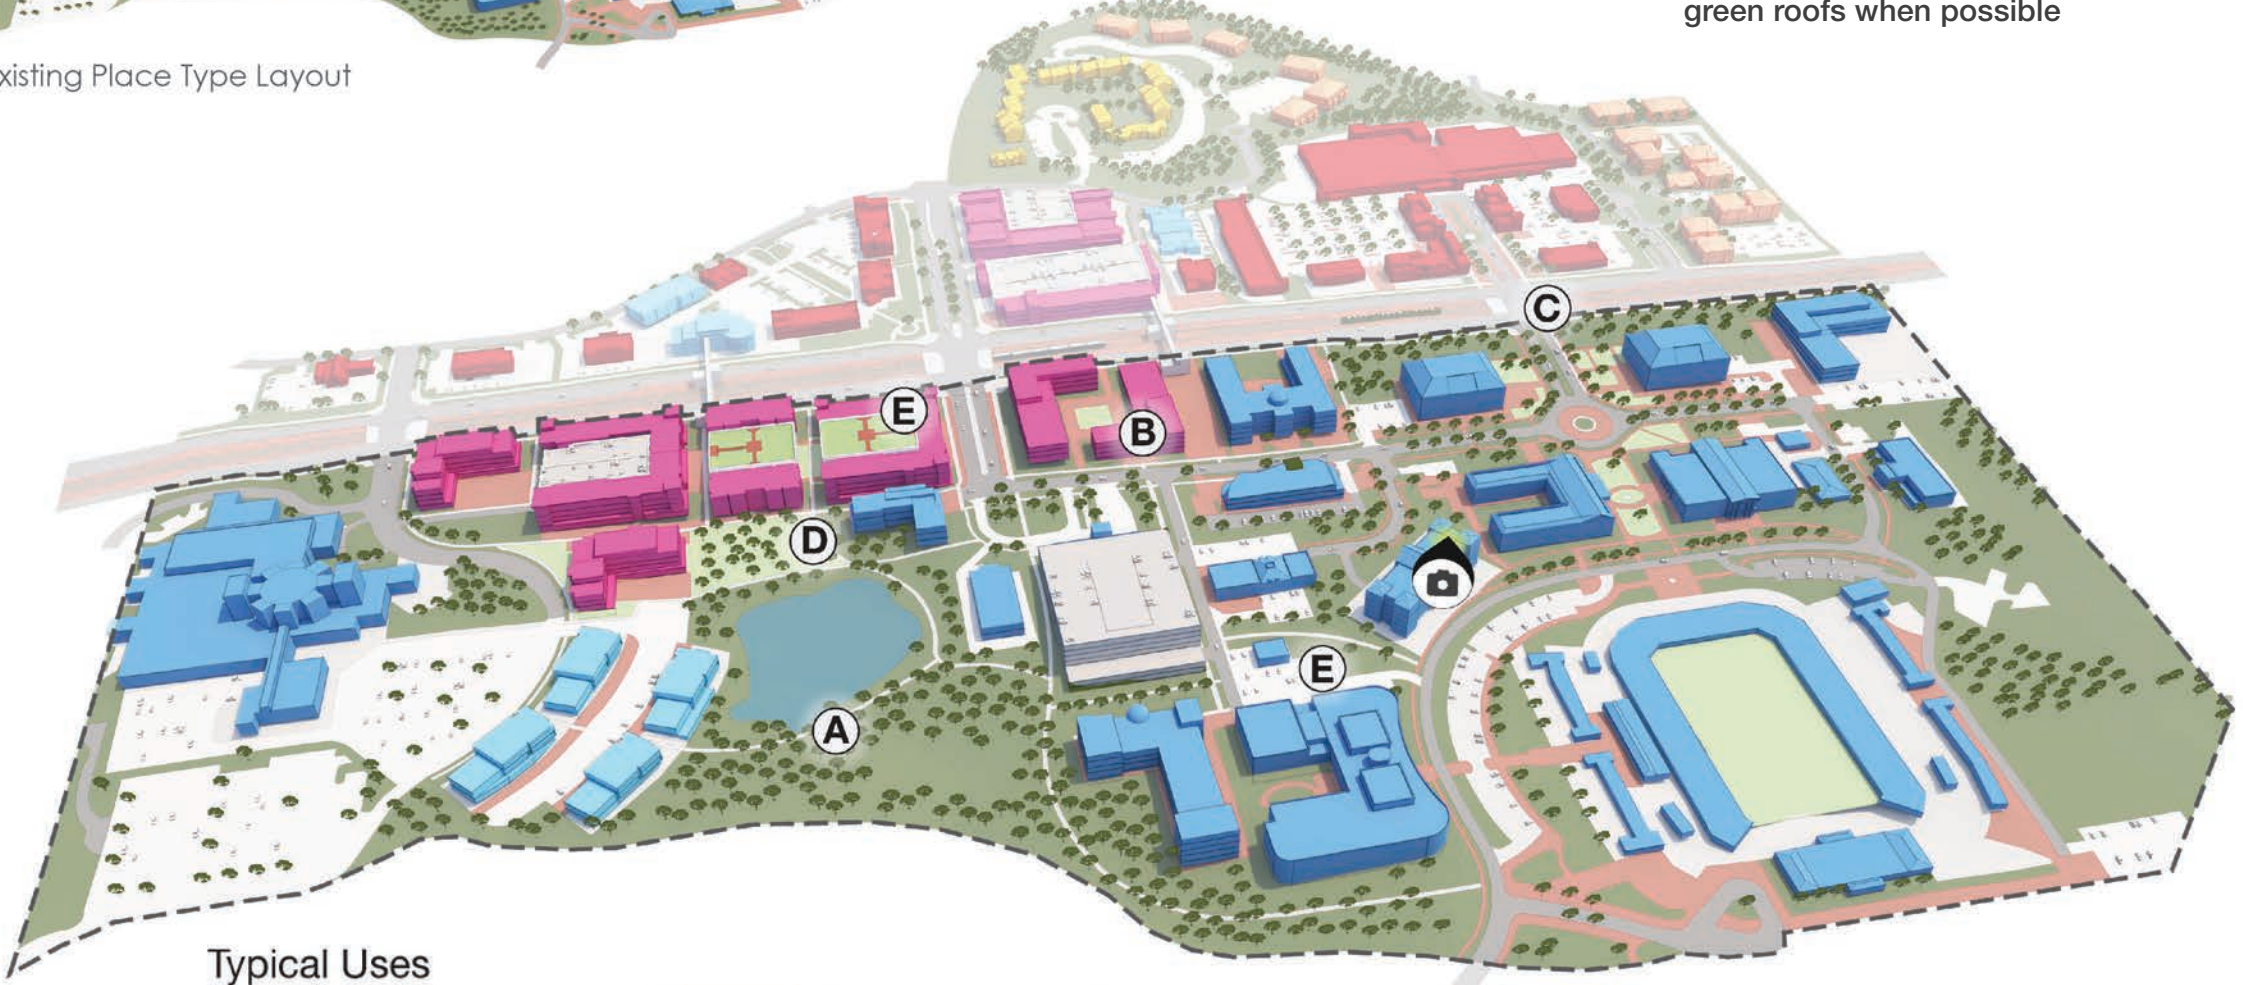 green roofs when possible
xisting Place Type Layout
C
E
B
D
E
A
Typical Uses